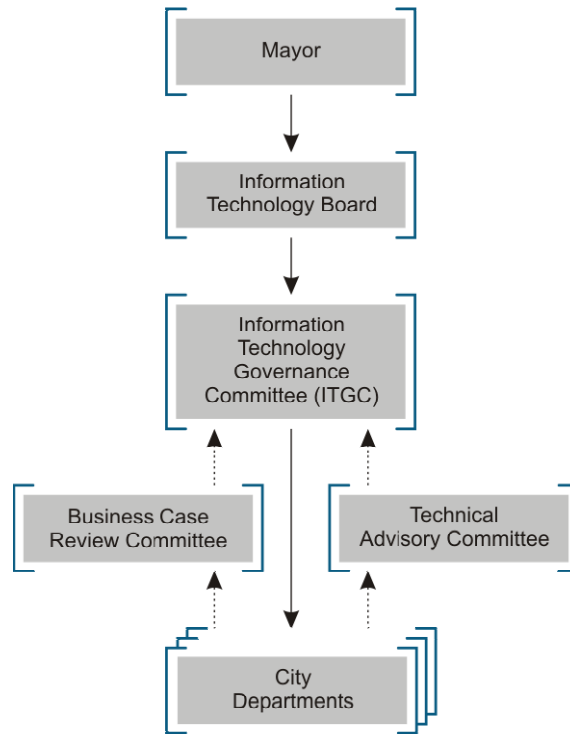 Mayor
Information
Technology Board
Information
Technology
Governance
Committee (ITGC)
Business Case
Review Committee
Technical
Advisory Committee
City
Departments